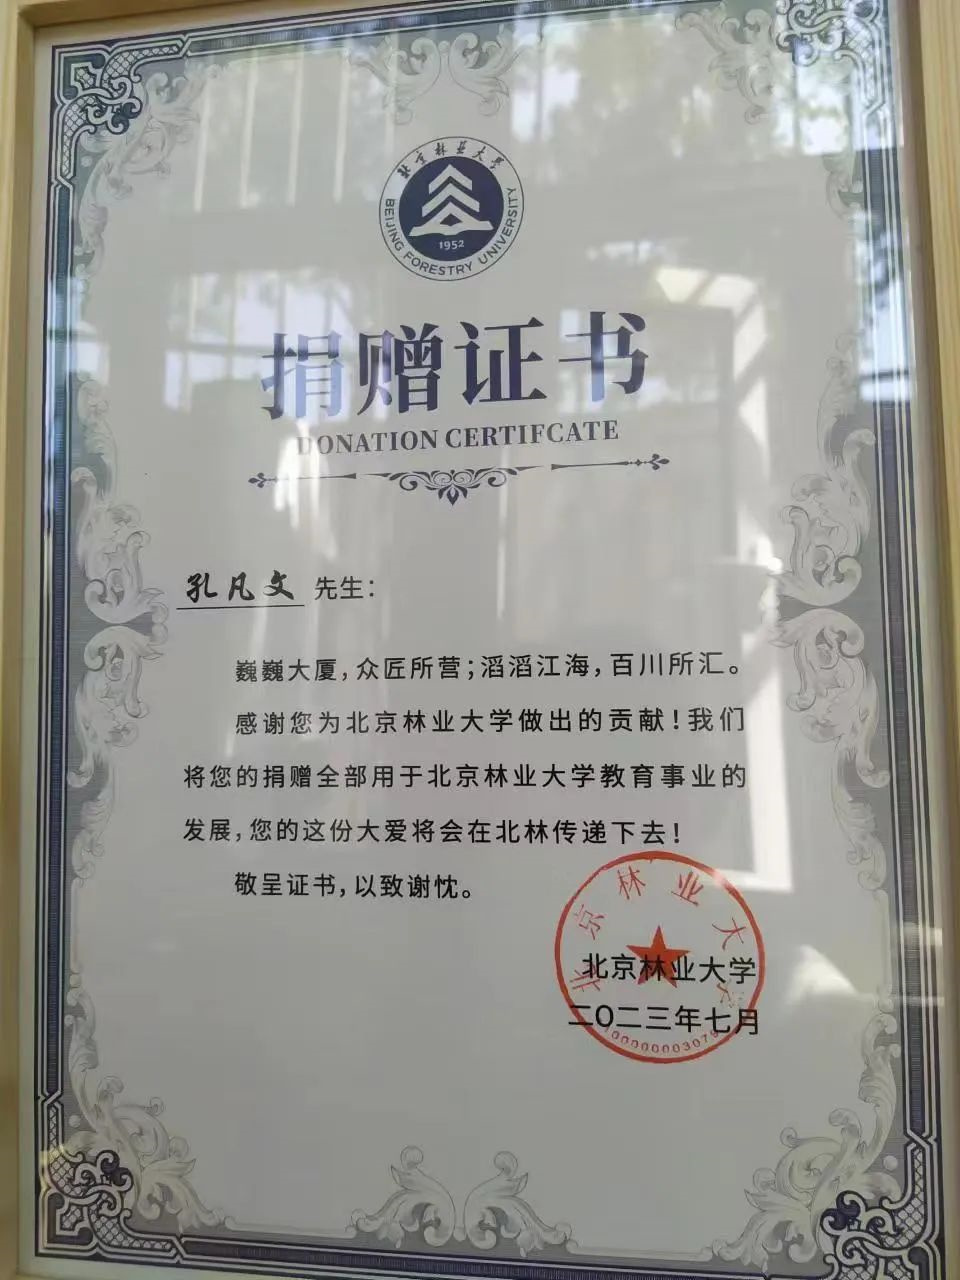 北京林业大学
1952
BEIJING FORESTRY UNIVERSITY
捐赠证书
DONATION CERTIFCATE
孔凡文 先生：
巍巍大厦，众匠所营；滔滔江海，百川所汇。
感谢您为北京林业大学做出的贡献！我们
将您的捐赠全部用于北京林业大学教育事业的
发展，您的这份大爱将会在北林传递下去！
敬呈证书，以致谢忱。
北京林业大学
北京林业大学
二〇二三年七月